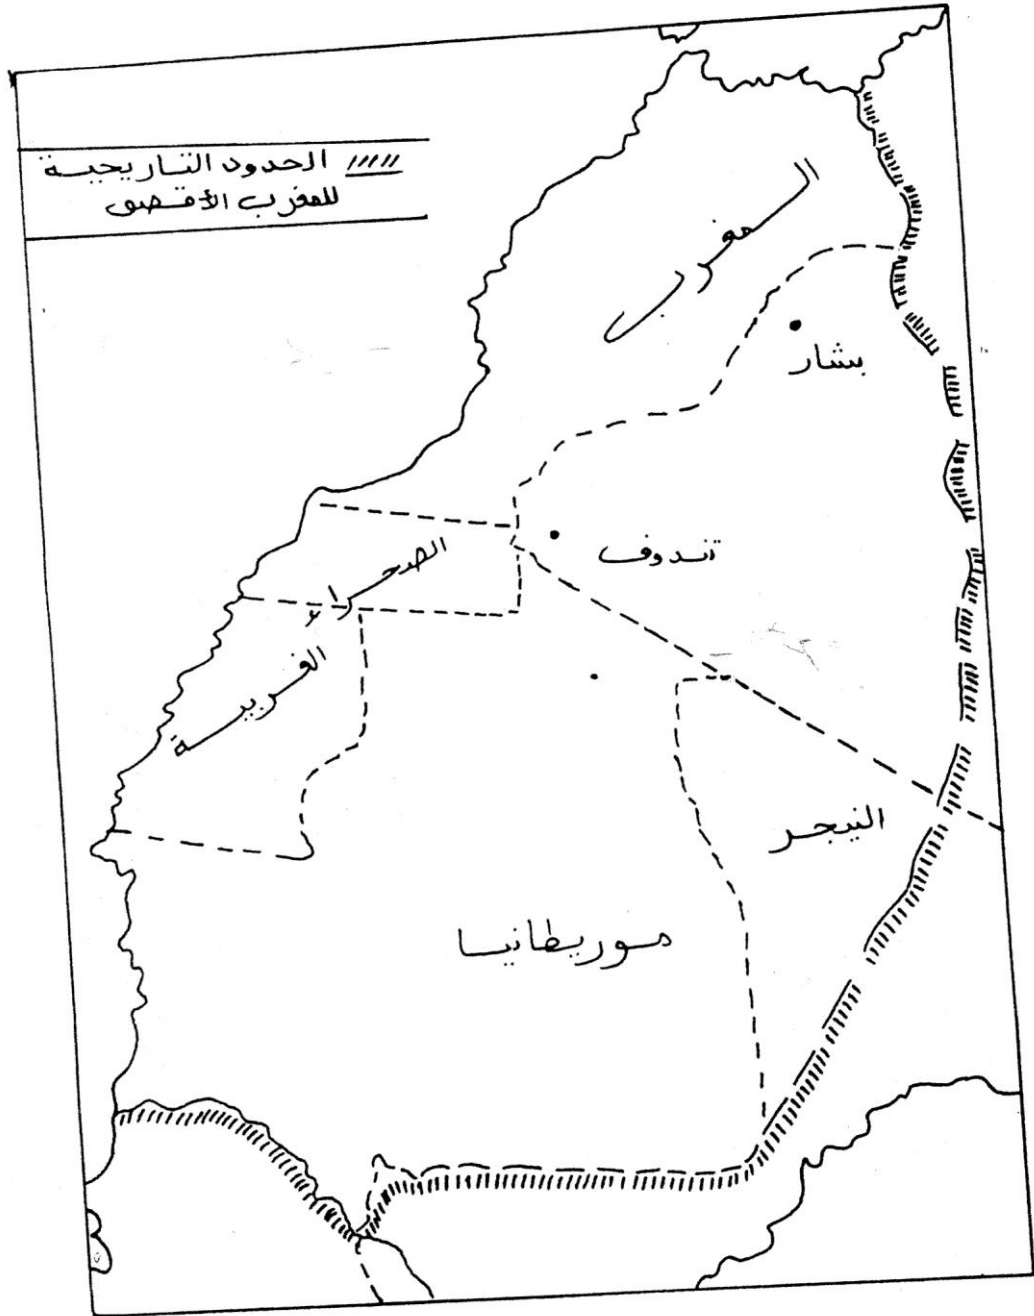 الحدود التاريخية
للمغرب الأقصى
المغرب
بشار
تندوف
الصحراء
الغربية
النيجر
موريطانيا